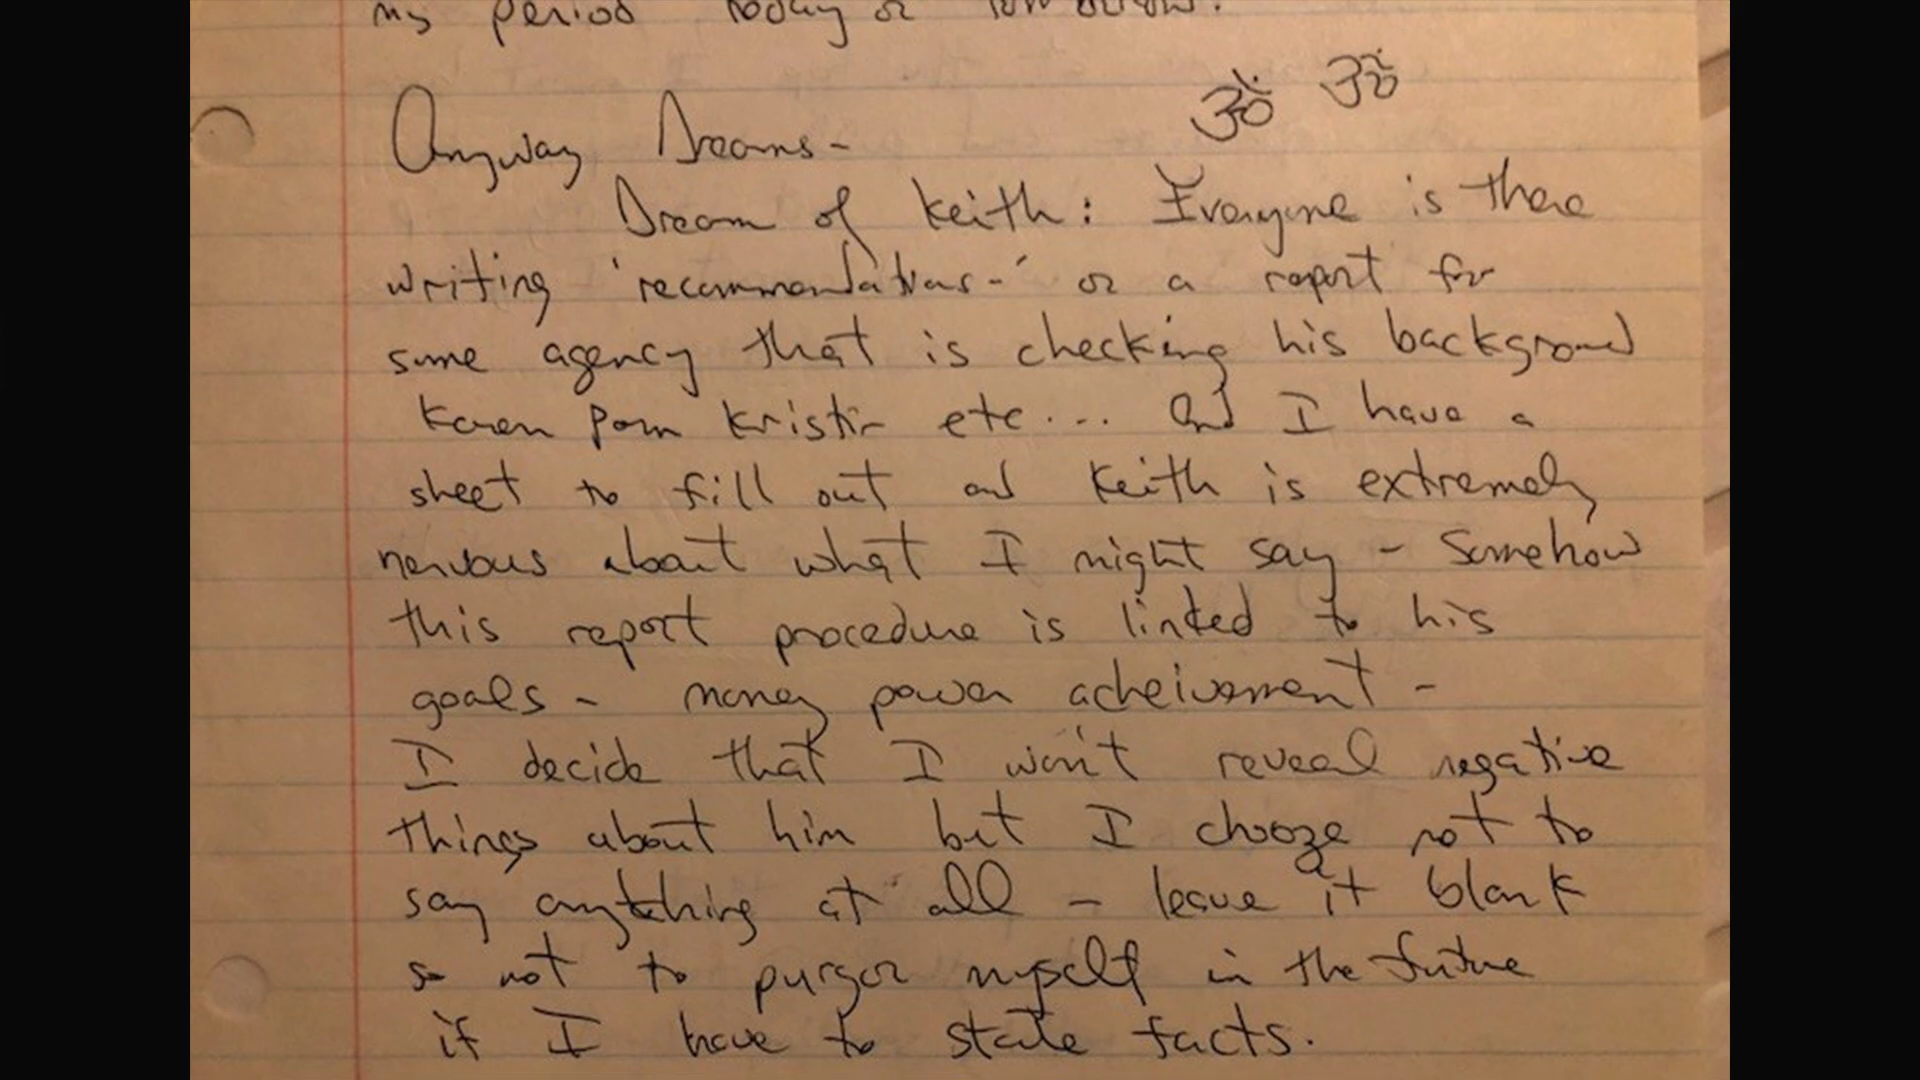 my period today or tomorrow.
ॐ ॐ
Anyway Dreams -
Dream of Keith: Everyone is there
writing 'recommendations-' or a report for
some agency that is checking his background
Karen Pam Kristin etc.... And I have a
sheet to fill out and Keith is extremely
nervous about what I might say - Somehow
this report procedure is linked to his
goals - money power acheivement -
I decide that I won't reveal negative
things about him but I chooze not to
say anything at all - leave it blank
so not to purger myself in the future
if I have to state facts.